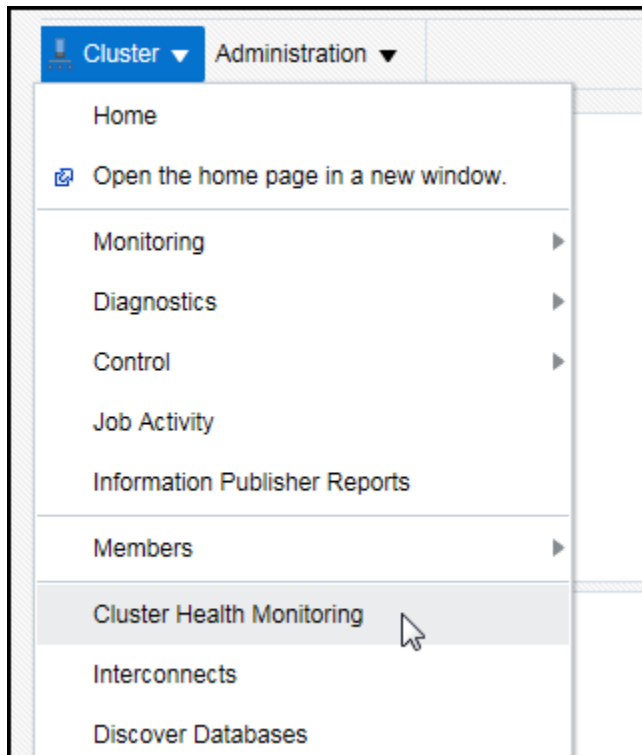 Cluster Administration
Home
Open the home page in a new window.
Monitoring
Diagnostics
Control
Job Activity
Information Publisher Reports
Members
Cluster Health Monitoring
Interconnects
Discover Databases